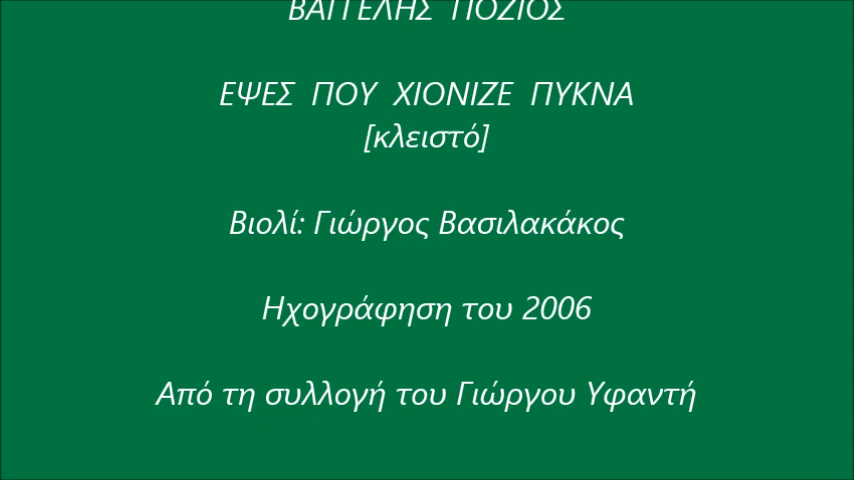 ΒΑΓΓΕΛΗΣ ΠΟΖΙΟΣ
ΕΨΕΣ ΠΟΥ ΧΙΟΝΙΖΕ ΠΥΚΝΑ
[κλειστό]
Βιολί: Γιώργος Βασιλακάκος
Ηχογράφηση του 2006
Από τη συλλογή του Γιώργου Υφαντή